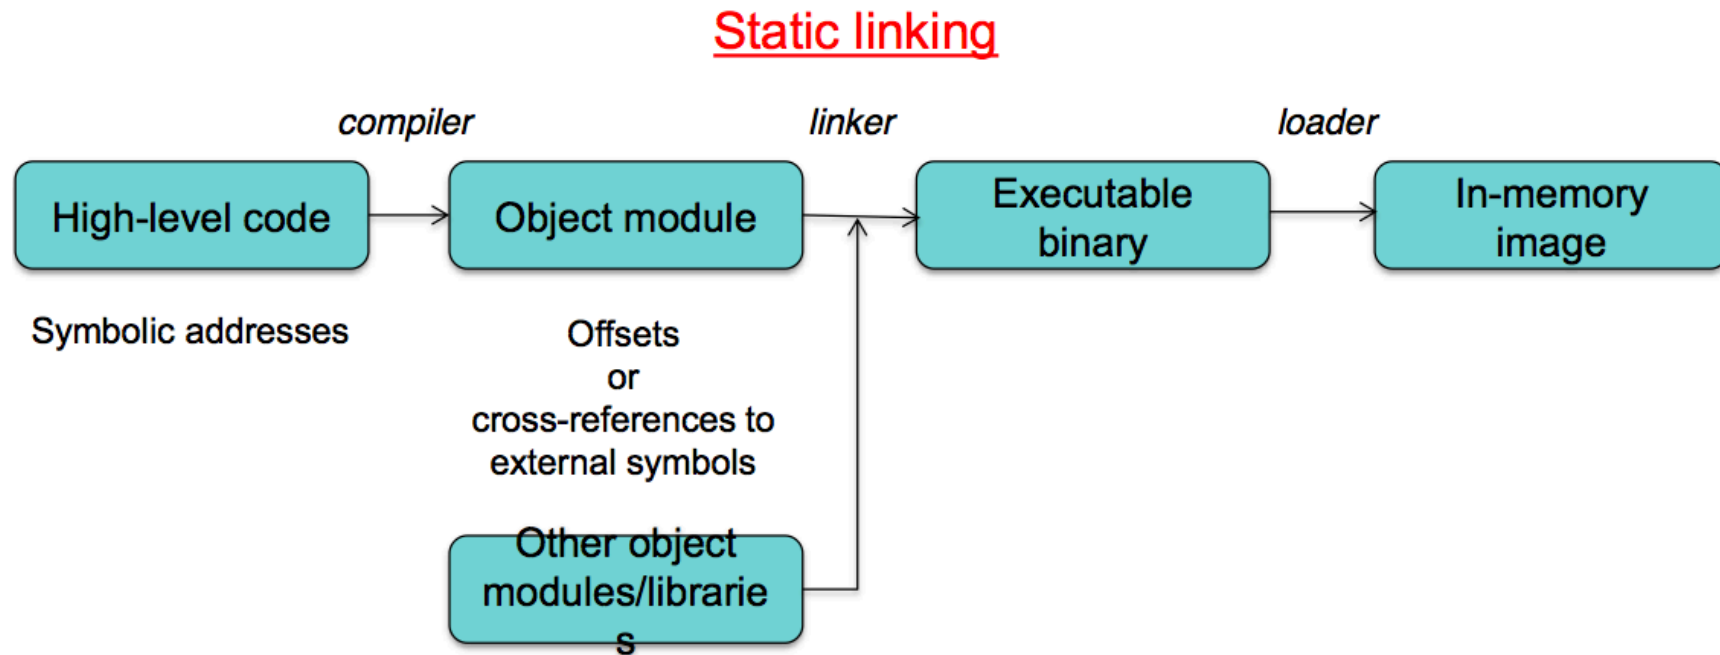 Static linking
compiler
linker
loader
High-level code
Object module
Executable
binary
In-memory
image
Symbolic addresses
Offsets
or
cross-references to
external symbols
Other object
modules/librarie
s